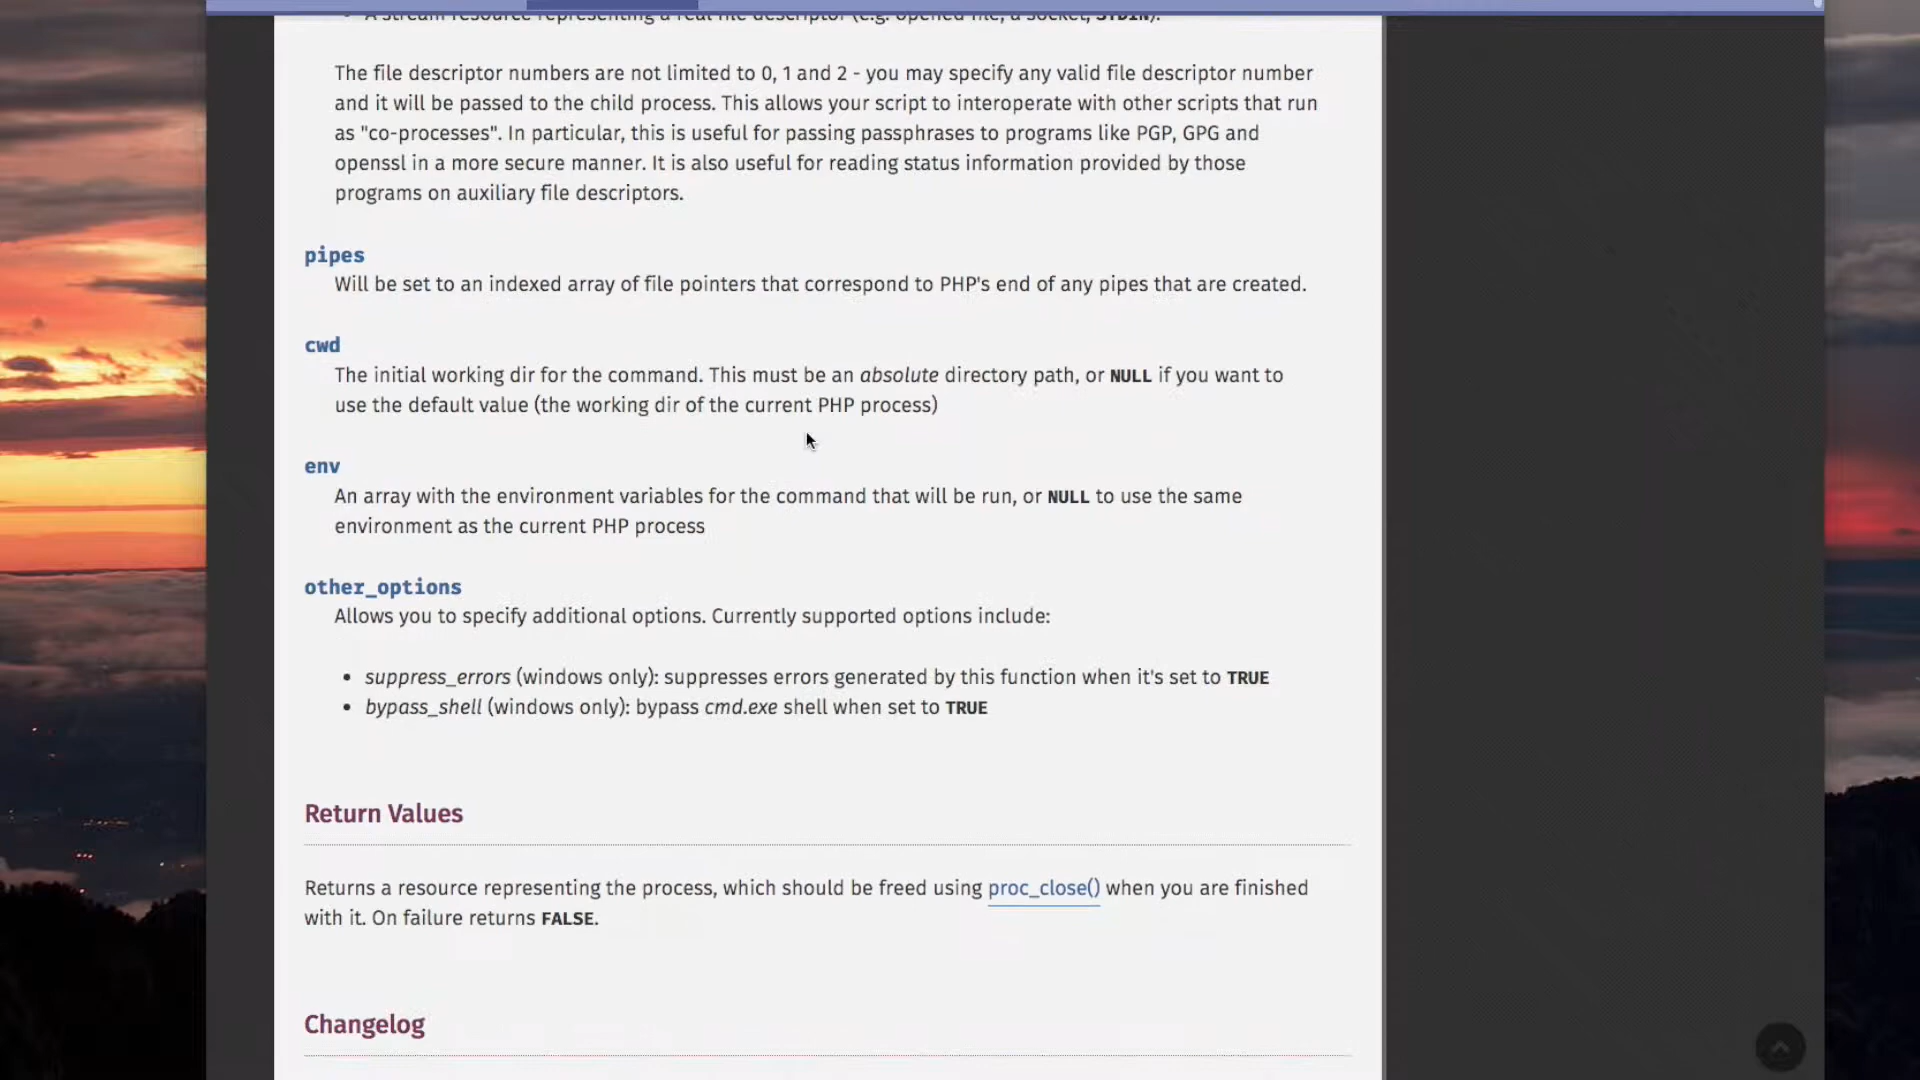 A stream resource representing a real file descriptor (e.g. opened file, a socket, STDIN).
The file descriptor numbers are not limited to 0, 1 and 2 - you may specify any valid file descriptor number
and it will be passed to the child process. This allows your script to interoperate with other scripts that run
as "co-processes". In particular, this is useful for passing passphrases to programs like PGP, GPG and
openssl in a more secure manner. It is also useful for reading status information provided by those
programs on auxiliary file descriptors.
pipes
Will be set to an indexed array of file pointers that correspond to PHP's end of any pipes that are created.
cwd
The initial working dir for the command. This must be an absolute directory path, or NULL if you want to
use the default value (the working dir of the current PHP process)
env
An array with the environment variables for the command that will be run, or NULL to use the same
environment as the current PHP process
other_options
Allows you to specify additional options. Currently supported options include:
• suppress_errors (windows only): suppresses errors generated by this function when it's set to TRUE
• bypass_shell (windows only): bypass cmd.exe shell when set to TRUE
Return Values
Returns a resource representing the process, which should be freed using proc_close() when you are finished
with it. On failure returns FALSE.
Changelog